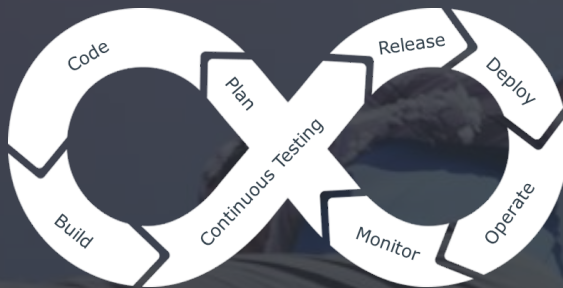 Plan
Code
Build
Continuous Testing
Release
Deploy
Operate
Monitor